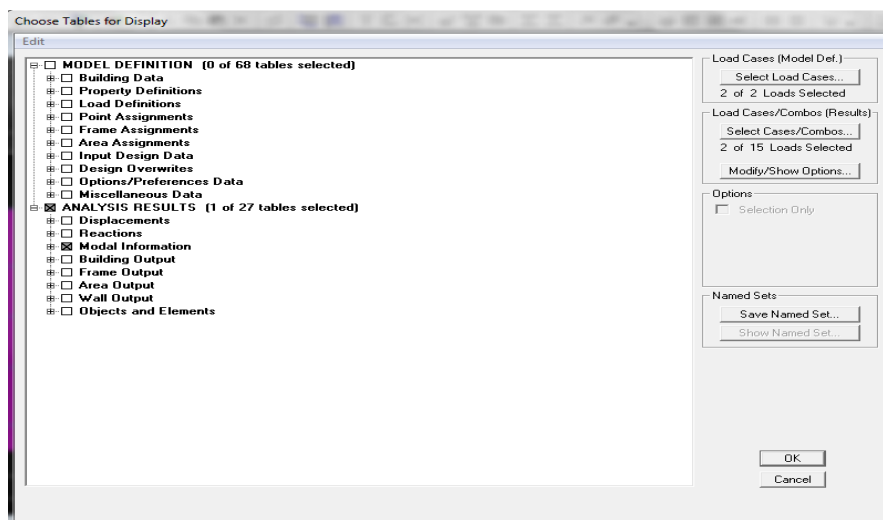 Choose Tables for Display
Edit
MODEL DEFINITION (0 of 68 tables selected)
Building Data
Property Definitions
Load Definitions
Point Assignments
Frame Assignments
Area Assignments
Input Design Data
Design Overwrites
Options/Preferences Data
Miscellaneous Data
ANALYSIS RESULTS (1 of 27 tables selected)
Displacements
Reactions
Modal Information
Building Output
Frame Output
Area Output
Wall Output
Objects and Elements
Load Cases (Model Def.)
Select Load Cases...
2 of 2 Loads Selected
Load Cases/Combos (Results)
Select Cases/Combos...
2 of 15 Loads Selected
Modify/Show Options...
Options
Selection Only
Named Sets
Save Named Set...
Show Named Set...
OK
Cancel